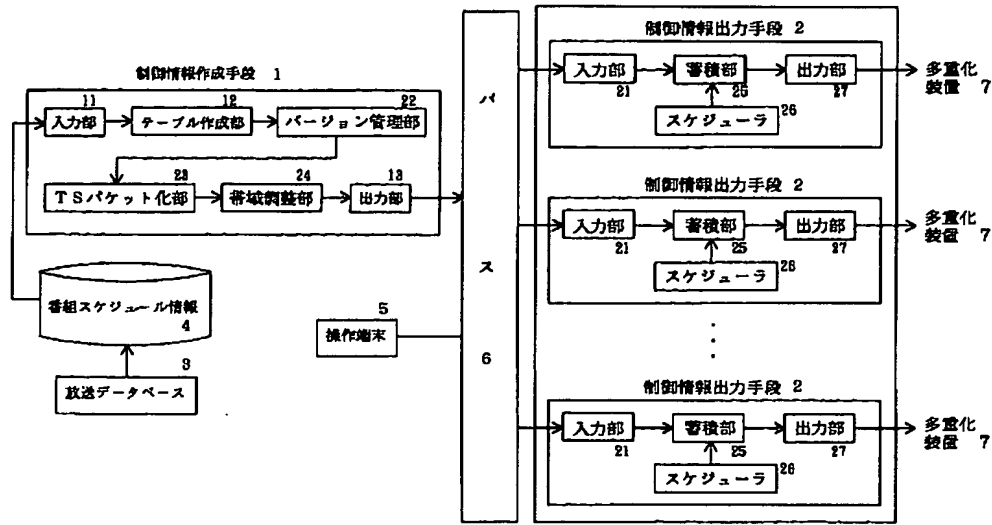 制御情報作成手段 1
11
入力部
12
テーブル作成部
22
バージョン管理部
23
TSパケット化部
24
帯域調整部
13
出力部
番組スケジュール情報
4
3
放送データベース
5
操作端末
バ
ス
6
制御情報出力手段 2
入力部
21
蓄積部
25
出力部
27
スケジューラ
26
多重化
装置 7
制御情報出力手段 2
入力部
21
蓄積部
25
出力部
27
スケジューラ
26
多重化
装置 7
制御情報出力手段 2
入力部
21
蓄積部
25
出力部
27
スケジューラ
26
多重化
装置 7